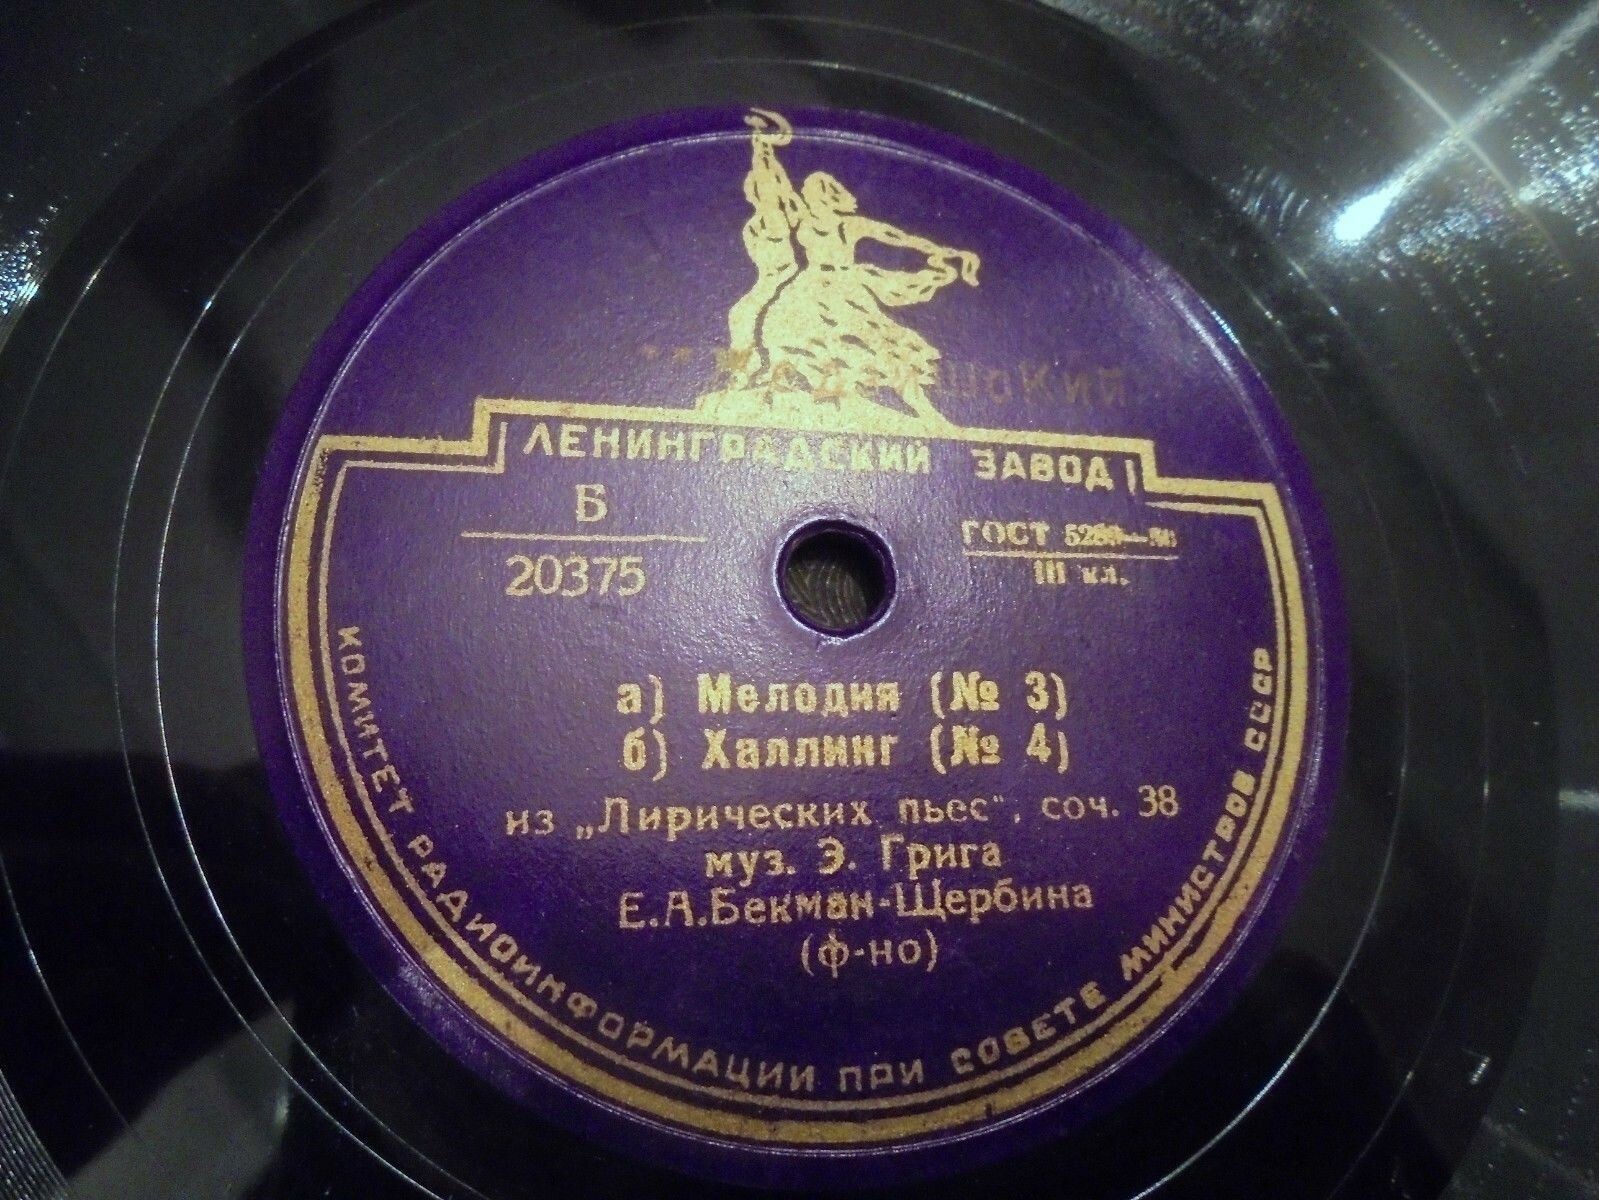 ЛЕНИНГРАДСКИЙ ЗАВОД
Б
20375
ГОСТ
III кл.
а) Мелодия (№ 3)
б) Халлинг (№ 4)
из „Лирических пьес“, соч. 38
муз. Э. Грига
Е.А.Бекман-Щербина
(ф-но)
КОМИТЕТ РАДИОИНФОРМАЦИИ ПРИ СОВЕТЕ МИНИСТРОВ СССР